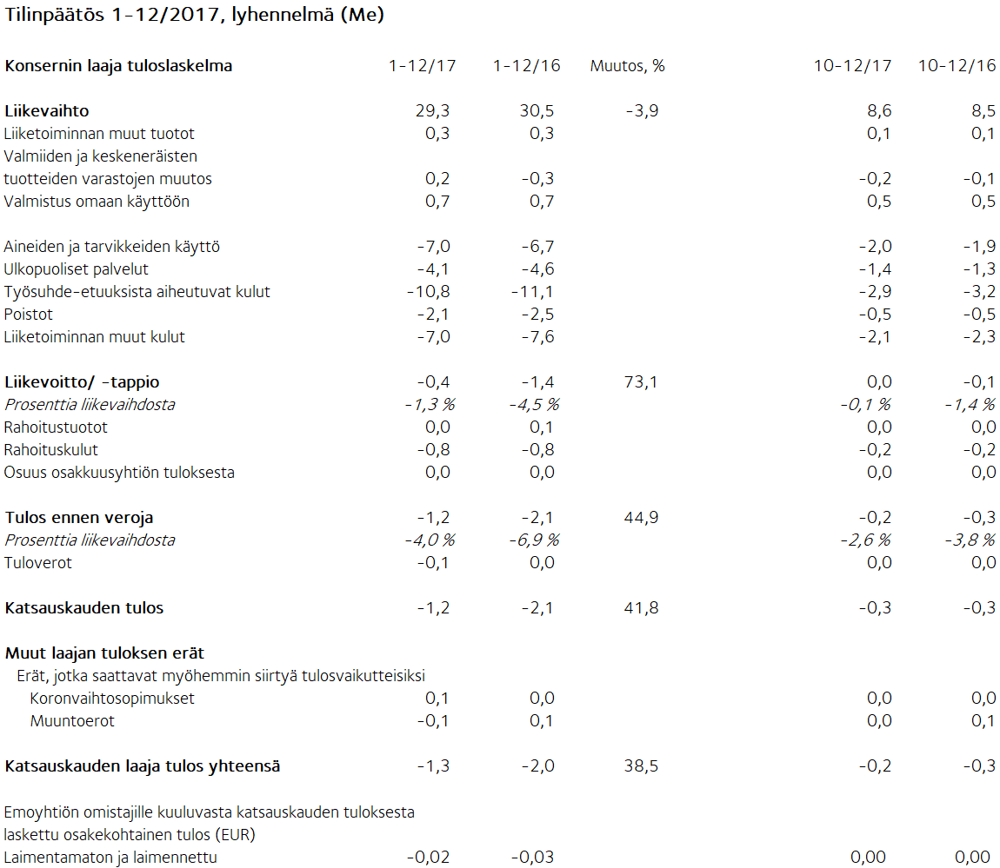 Tilinpäätös 1-12/2017, lyhennelmä (Me)
Konsernin laaja tuloslaskelma 1-12/17 1-12/16 Muutos, % 10-12/17 10-12/16
Liikevaihto 29,3 30,5 -3,9 8,6 8,5
Liiketoiminnan muut tuotot 0,3 0,3 0,1 0,1
Valmiiden ja keskeneräisten
tuotteiden varastojen muutos 0,2 -0,3 -0,2 -0,1
Valmistus omaan käyttöön 0,7 0,7 0,5 0,5
Aineiden ja tarvikkeiden käyttö -7,0 -6,7 -2,0 -1,9
Ulkopuoliset palvelut -4,1 -4,6 -1,4 -1,3
Työsuhde-etuuksista aiheutuvat kulut -10,8 -11,1 -2,9 -3,2
Poistot -2,1 -2,5 -0,5 -0,5
Liiketoiminnan muut kulut -7,0 -7,6 -2,1 -2,3
Liikevoitto/ -tappio -0,4 -1,4 73,1 0,0 -0,1
Prosenttia liikevaihdosta -1,3 % -4,5 % -0,1 % -1,4 %
Rahoitustuotot 0,0 0,1 0,0 0,0
Rahoituskulut -0,8 -0,8 -0,2 -0,2
Osuus osakkuusyhtiön tuloksesta 0,0 0,0 0,0 0,0
Tulos ennen veroja -1,2 -2,1 44,9 -0,2 -0,3
Prosenttia liikevaihdosta -4,0 % -6,9 % -2,6 % -3,8 %
Tuloverot -0,1 0,0 0,0 0,0
Katsauskauden tulos -1,2 -2,1 41,8 -0,3 -0,3
Muut laajan tuloksen erät
Erät, jotka saattavat myöhemmin siirtyä tulosvaikutteisiksi
Koronvaihtosopimukset 0,1 0,0 0,0 0,0
Muuntoerot -0,1 0,1 0,0 0,1
Katsauskauden laaja tulos yhteensä -1,3 -2,0 38,5 -0,2 -0,3
Emoyhtiön omistajille kuuluvasta katsauskauden tuloksesta
laskettu osakekohtainen tulos (EUR)
Laimentamaton ja laimennettu -0,02 -0,03 0,00 0,00